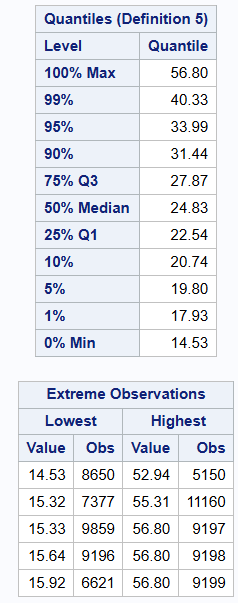 Quantiles (Definition 5)
Level Quantile
100% Max 56.80
99% 40.33
95% 33.99
90% 31.44
75% Q3 27.87
50% Median 24.83
25% Q1 22.54
10% 20.74
5% 19.80
1% 17.93
0% Min 14.53
Extreme Observations
Lowest Highest
Value Obs Value Obs
14.53 8650 52.94 5150
15.32 7377 55.31 11160
15.33 9859 56.80 9197
15.64 9196 56.80 9198
15.92 6621 56.80 9199